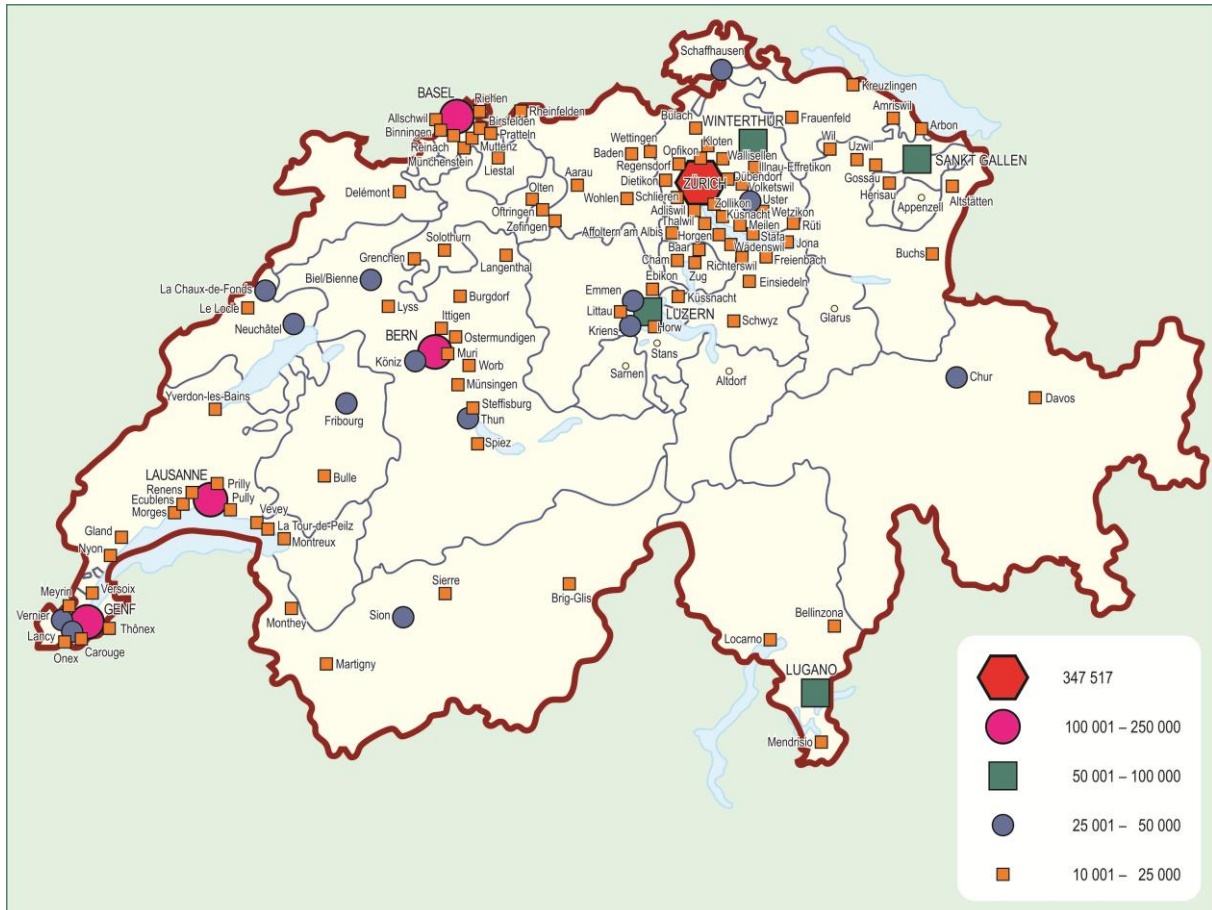 Schaffhausen
Kreuzlingen
BASEL
Riehen
Rheinfelden
Amriswil
Allschwil
Birsfelden
Bülach
WINTERTHUR
Frauenfeld
Arbon
Binningen
Pratteln
Wettingen
Kloten
Wil
Reinach
Muttenz
Opfikon
Wallisellen
Uzwil
SANKT GALLEN
Münchenstein
Baden
Regensdorf
Illnau-Effretikon
Liestal
Gossau
Aarau
Dietikon
ZÜRICH
Dübendorf
Herisau
Volketswil
Altstätten
Delémont
Olten
Wohlen
Schlieren
Zollikon
Uster
Appenzell
Oftringen
Adliswil
Küsnacht
Wetzikon
Zofingen
Thalwil
Meilen
Rüti
Solothurn
Affoltern am Albis
Horgen
Stäfa
Grenchen
Langenthal
Baar
Wädenswil
Jona
Buchs
Cham
Richterswil
Freienbach
Zug
Biel/Bienne
Ebikon
Einsiedeln
La Chaux-de-Fonds
Emmen
Küssnacht
Burgdorf
Le Locle
Lyss
Littau
LUZERN
Glarus
Ittigen
Schwyz
Neuchâtel
Kriens
Horw
BERN
Ostermundigen
Stans
Köniz
Muri
Worb
Sarnen
Altdorf
Chur
Münsingen
Yverdon-les-Bains
Davos
Steffisburg
Fribourg
Thun
Spiez
LAUSANNE
Prilly
Bulle
Renens
Ecublens
Pully
Morges
Vevey
La Tour-de-Peilz
Gland
Montreux
Nyon
Versoix
Sierre
Brig-Glis
Meyrin
GENF
Monthey
Sion
Bellinzona
Vernier
Thônex
Locarno
Lancy
Carouge
Onex
Martigny
LUGANO
Mendrisio
347 517
100 001 – 250 000
50 001 – 100 000
25 001 – 50 000
10 001 – 25 000